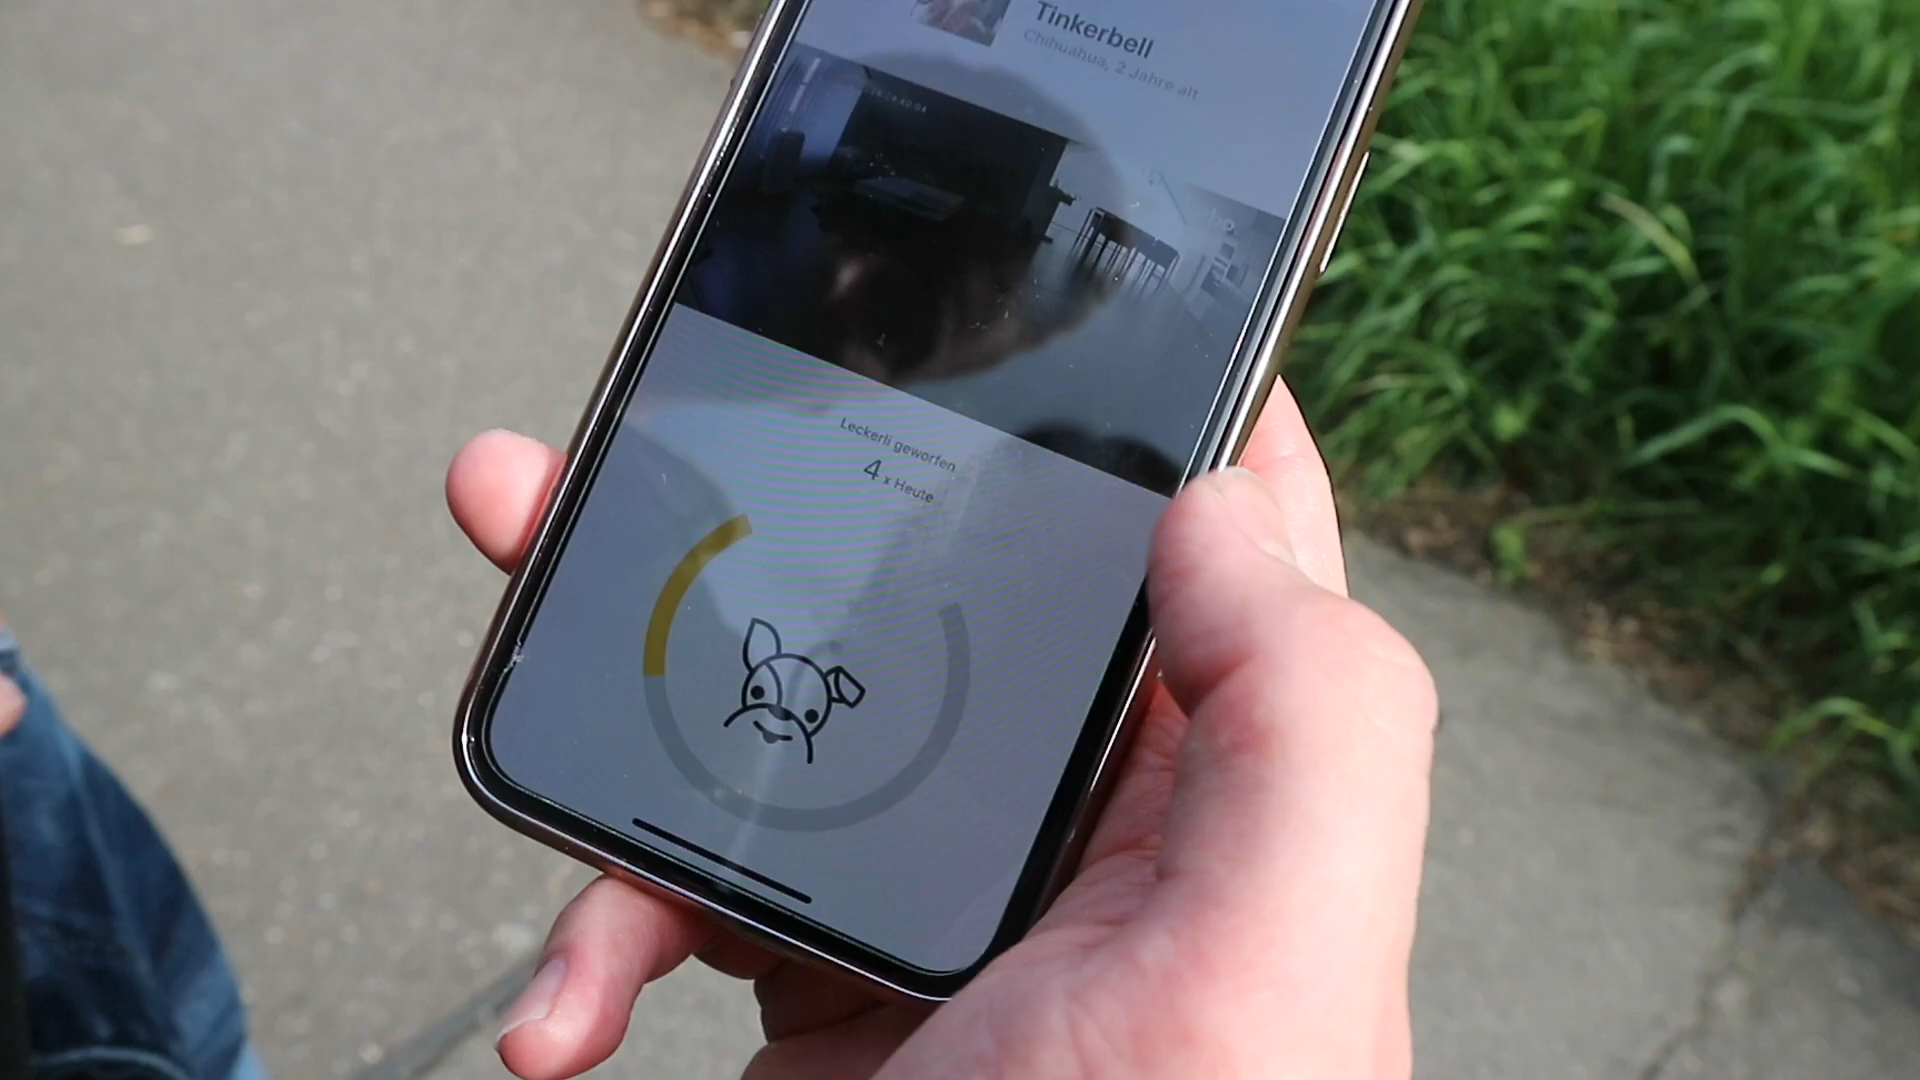 Tinkerbell
Chihuahua, 2 Jahre alt
Leckerli geworfen
4 x Heute